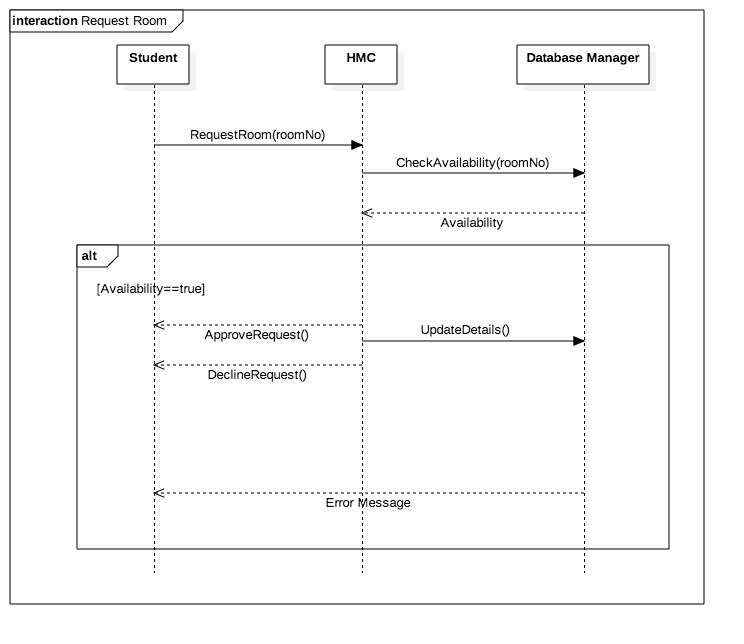 interaction Request Room
Student
HMC
Database Manager
RequestRoom(roomNo)
CheckAvailability(roomNo)
Availability
alt
[Availability==true]
ApproveRequest()
UpdateDetails()
DeclineRequest()
Error Message